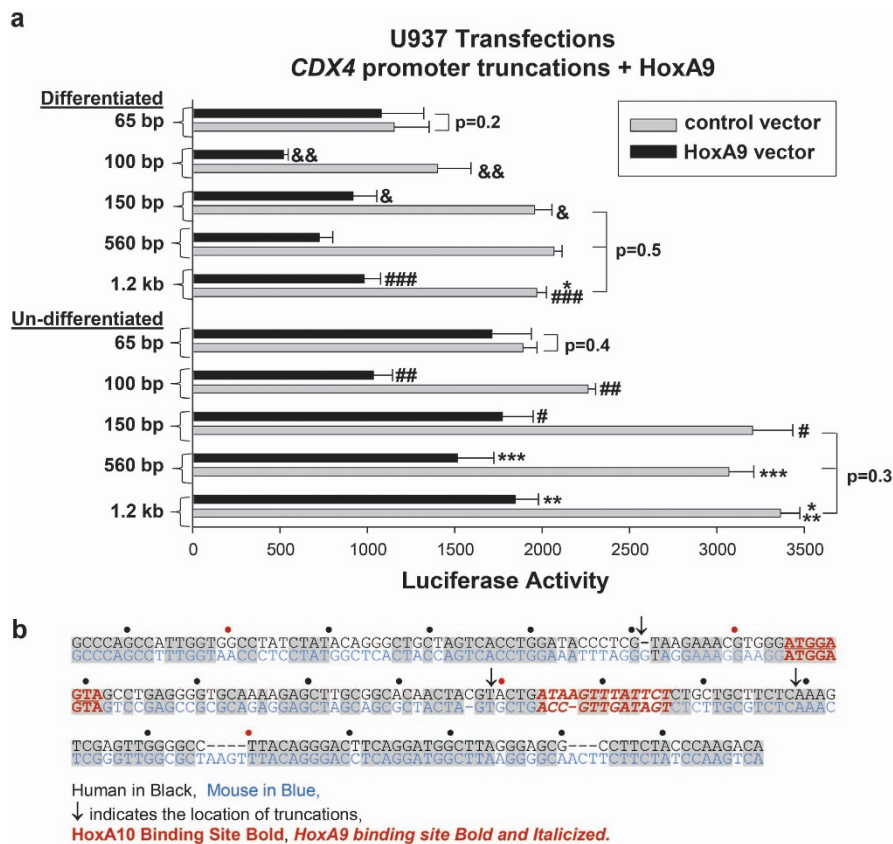 a
U937 Transfections
CDX4 promoter truncations + HoxA9
Differentiated
65 bp
p=0.2
control vector
HoxA9 vector
100 bp
&&
&&
150 bp
&
&
560 bp
p=0.5
1.2 kb
###
*
###
Un-differentiated
65 bp
p=0.4
100 bp
##
##
150 bp
#
#
560 bp
***
***
p=0.3
1.2 kb
**
*
**
0 500 1000 1500 2000 2500 3000 3500
Luciferase Activity
b
GCCCAGCCATTGGTGGCCTATCTATACAGGGCTGCTAGTCACCTGGATACCCTCG-TAAGAAACGTGGGATGGA
GCCCAGCCTTGGTAACCCTCCTATGGCTCACTACCAGTCACCTGGAAATTTAGGGTAGGAAAGGAAGGATGGA
GTAGCCTGAGGGGTGCAAAAGAGCTTGCGGCACAACTACGTACTGATAAGTTTATTCTCTGCTGCTTCTCAAAG
GTAGTCCGAGCCGCGCAGAGGAGCTAGCAGCGCACTA-GTGCTGACC-GTTGATAGTCTCTTGCGTCTCAAAC
TCGAGTTGGGGCC----TTACAGGGACTTCAGGATGGCTTAGGGAGCG---CCTTCTACCCAAGACA
TCGGGTTGGCGCTAAGTTTACAGGGACCTCAGGATGGCTAAGGGGCAACTTCTTCTATCCAAGTCA
Human in Black, Mouse in Blue,
↓ indicates the location of truncations,
HoxA10 Binding Site Bold, HoxA9 binding site Bold and Italicized.